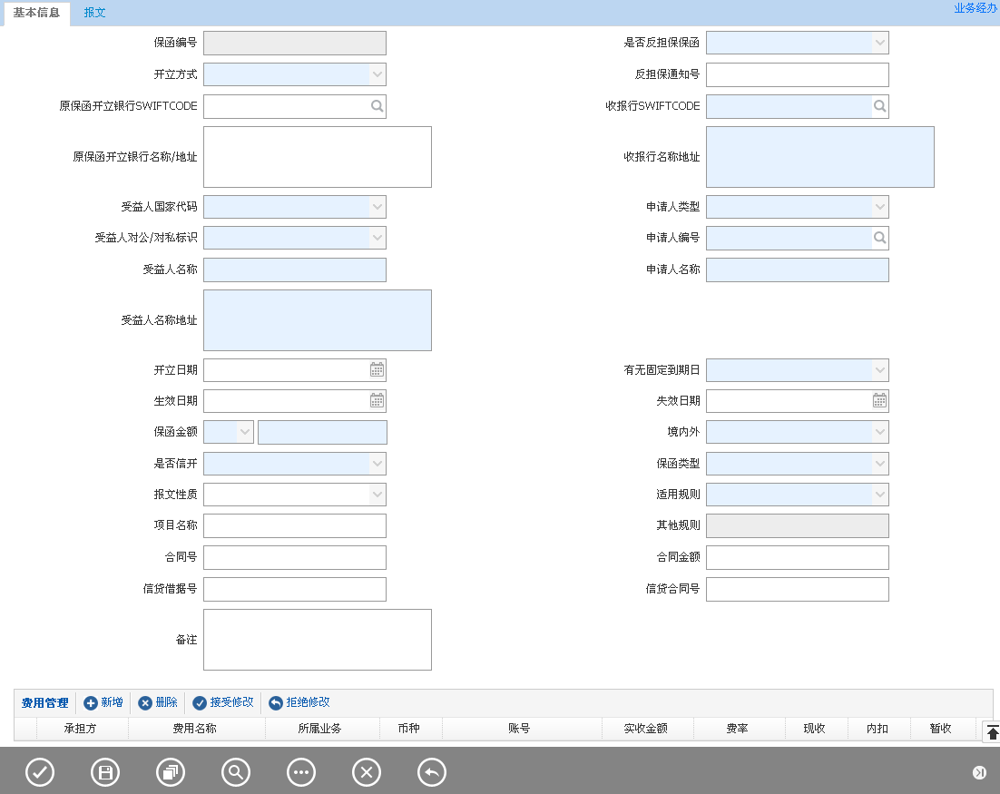 基本信息 报文 业务经办
保函编号 是否反担保保函
开立方式 反担保通知号
原保函开立银行SWIFTCODE 收报行SWIFTCODE
原保函开立银行名称/地址 收报行名称地址
受益人国家代码 申请人类型
受益人对公/对私标识 申请人编号
受益人名称 申请人名称
受益人名称地址
开立日期 有无固定到期日
生效日期 失效日期
保函金额 境内外
是否信开 保函类型
报文性质 适用规则
项目名称 其他规则
合同号 合同金额
信贷借据号 信贷合同号
备注
费用管理 新增 删除 接受修改 拒绝修改
承担方 费用名称 所属业务 币种 账号 实收金额 费率 现收 内扣 暂收